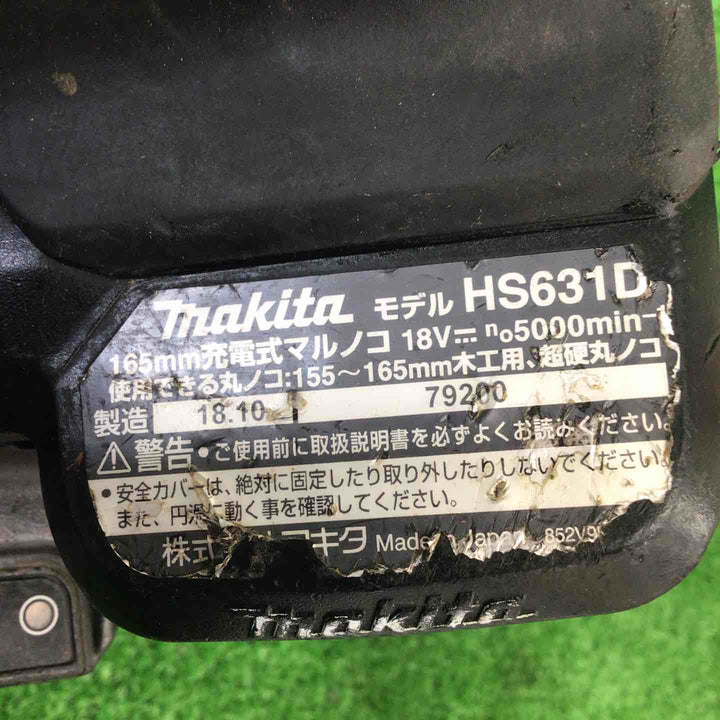 makita モデル HS631D
165mm充電式マルノコ 18V⎓ n₀5000min⁻
使用できる丸ノコ:155～165mm木工用、超硬丸ノコ
製造 18.10 79200
⚠警告 •ご使用前に取扱説明書を必ずよくお読みください。
•安全カバーは、絶対に固定したり取り外したりしないでください。
また、円滑に動く事を確認してください。
株式 マキタ Made in Japan 852V9
makita